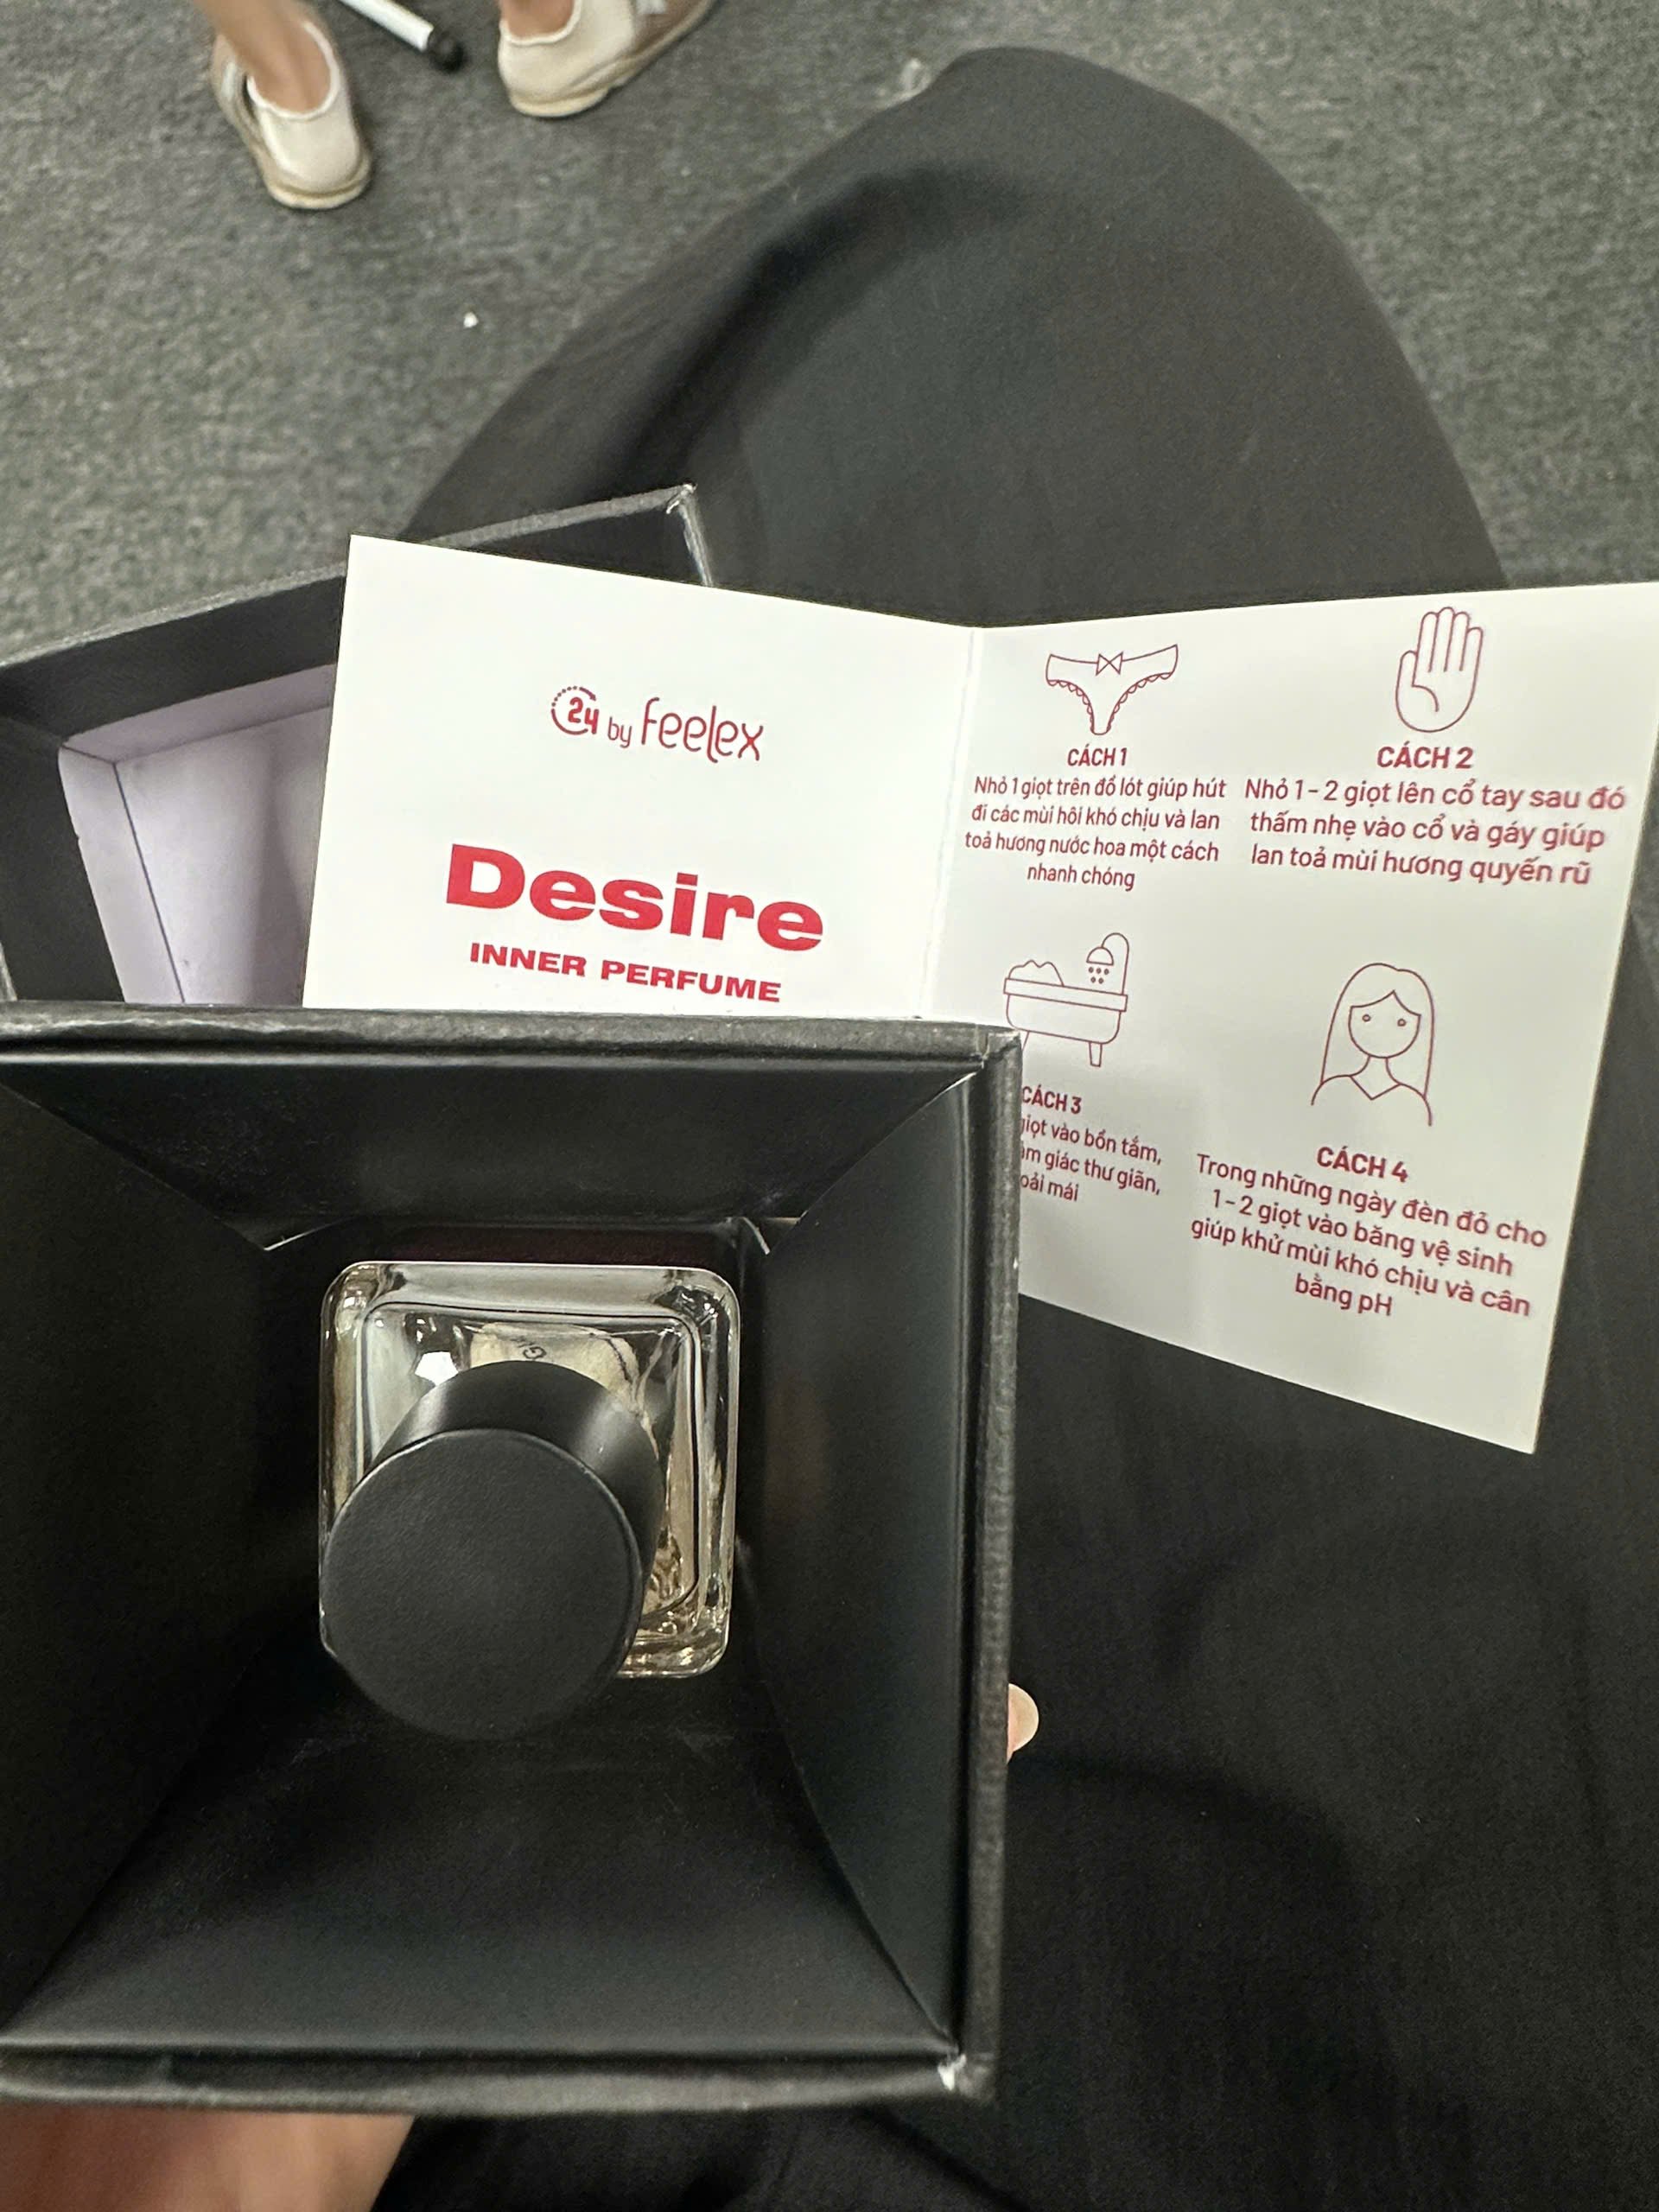 24 by Feelex
Desire
INNER PERFUME
CÁCH 1
Nhỏ 1 giọt trên đồ lót giúp hút
đi các mùi hôi khó chịu và lan
toả hương nước hoa một cách
nhanh chóng
CÁCH 2
Nhỏ 1-2 giọt lên cổ tay sau đó
thấm nhẹ vào cổ và gáy giúp
lan toả mùi hương quyến rũ
CÁCH 3
giọt vào bồn tắm,
giác thư giãn,
mái
CÁCH 4
Trong những ngày đèn đỏ cho
1-2 giọt vào băng vệ sinh
giúp khử mùi khó chịu và cân
bằng pH